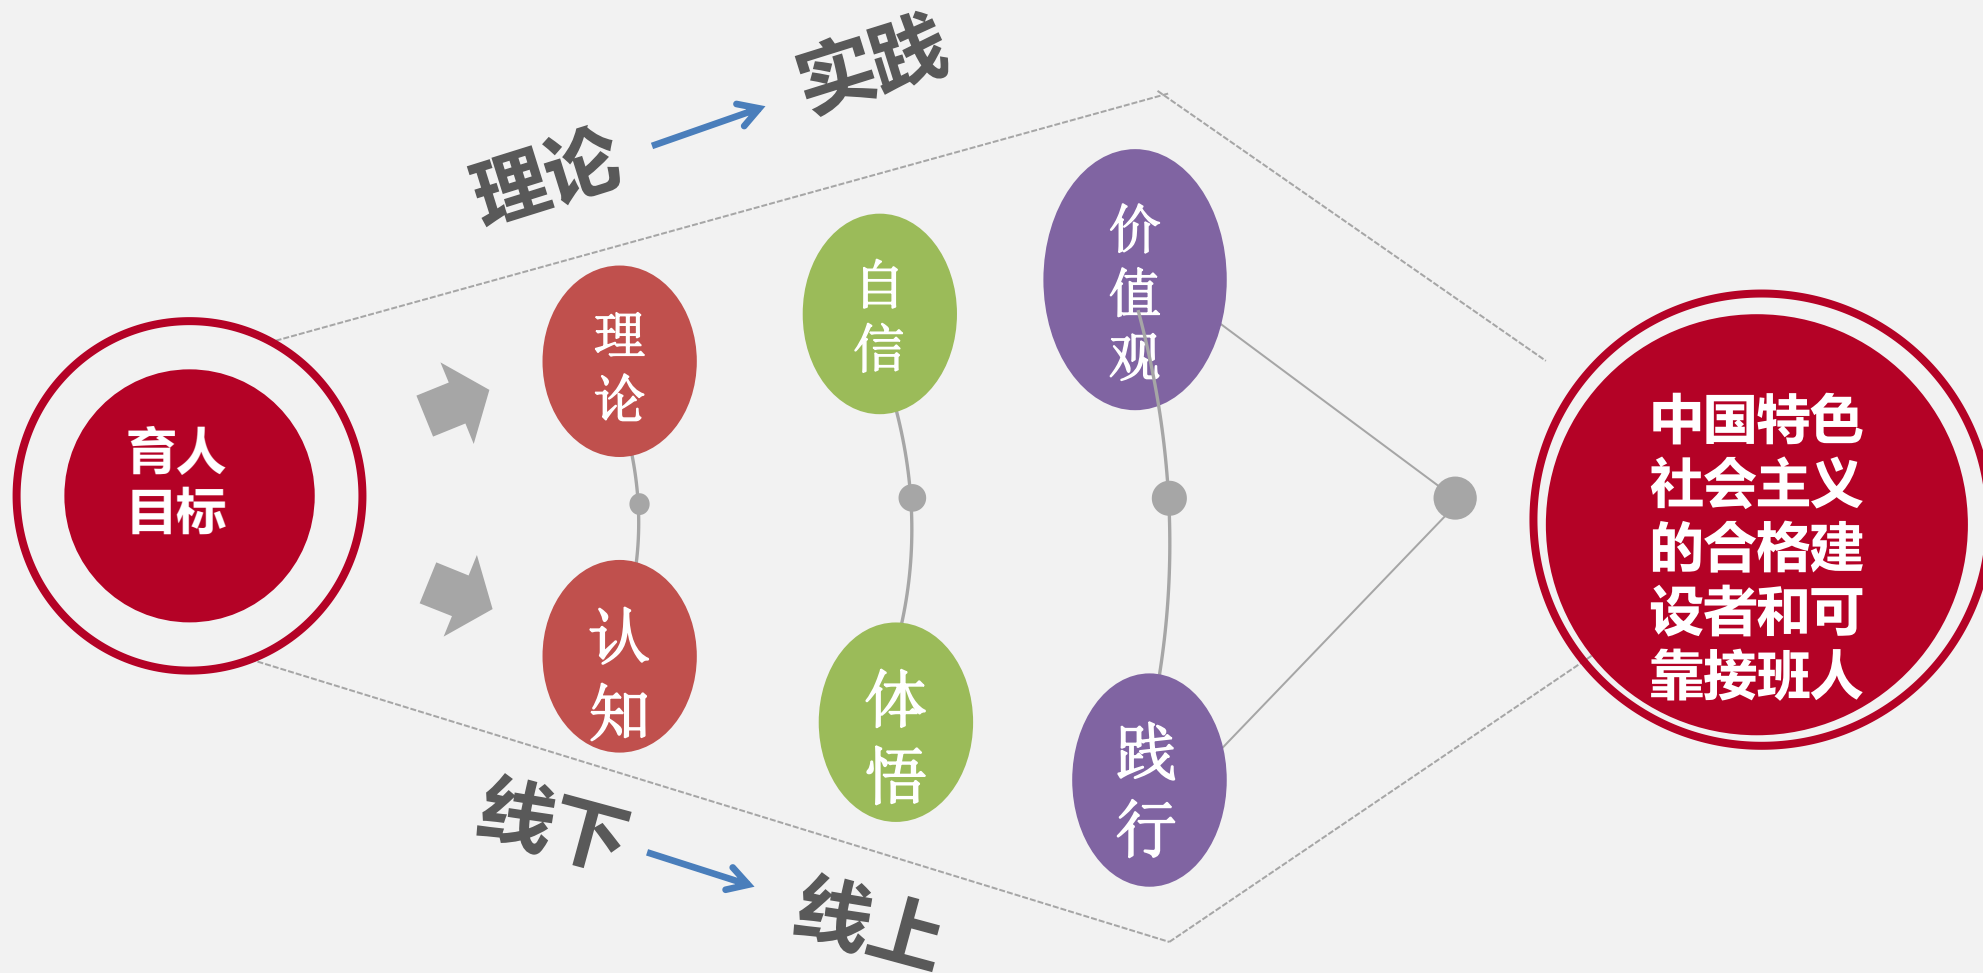 理论
实践
育人
目标
理
论
认
知
自
信
体
悟
价
值
观
践
行
中国特色
社会主义
的合格建
设者和可
靠接班人
线下
线上